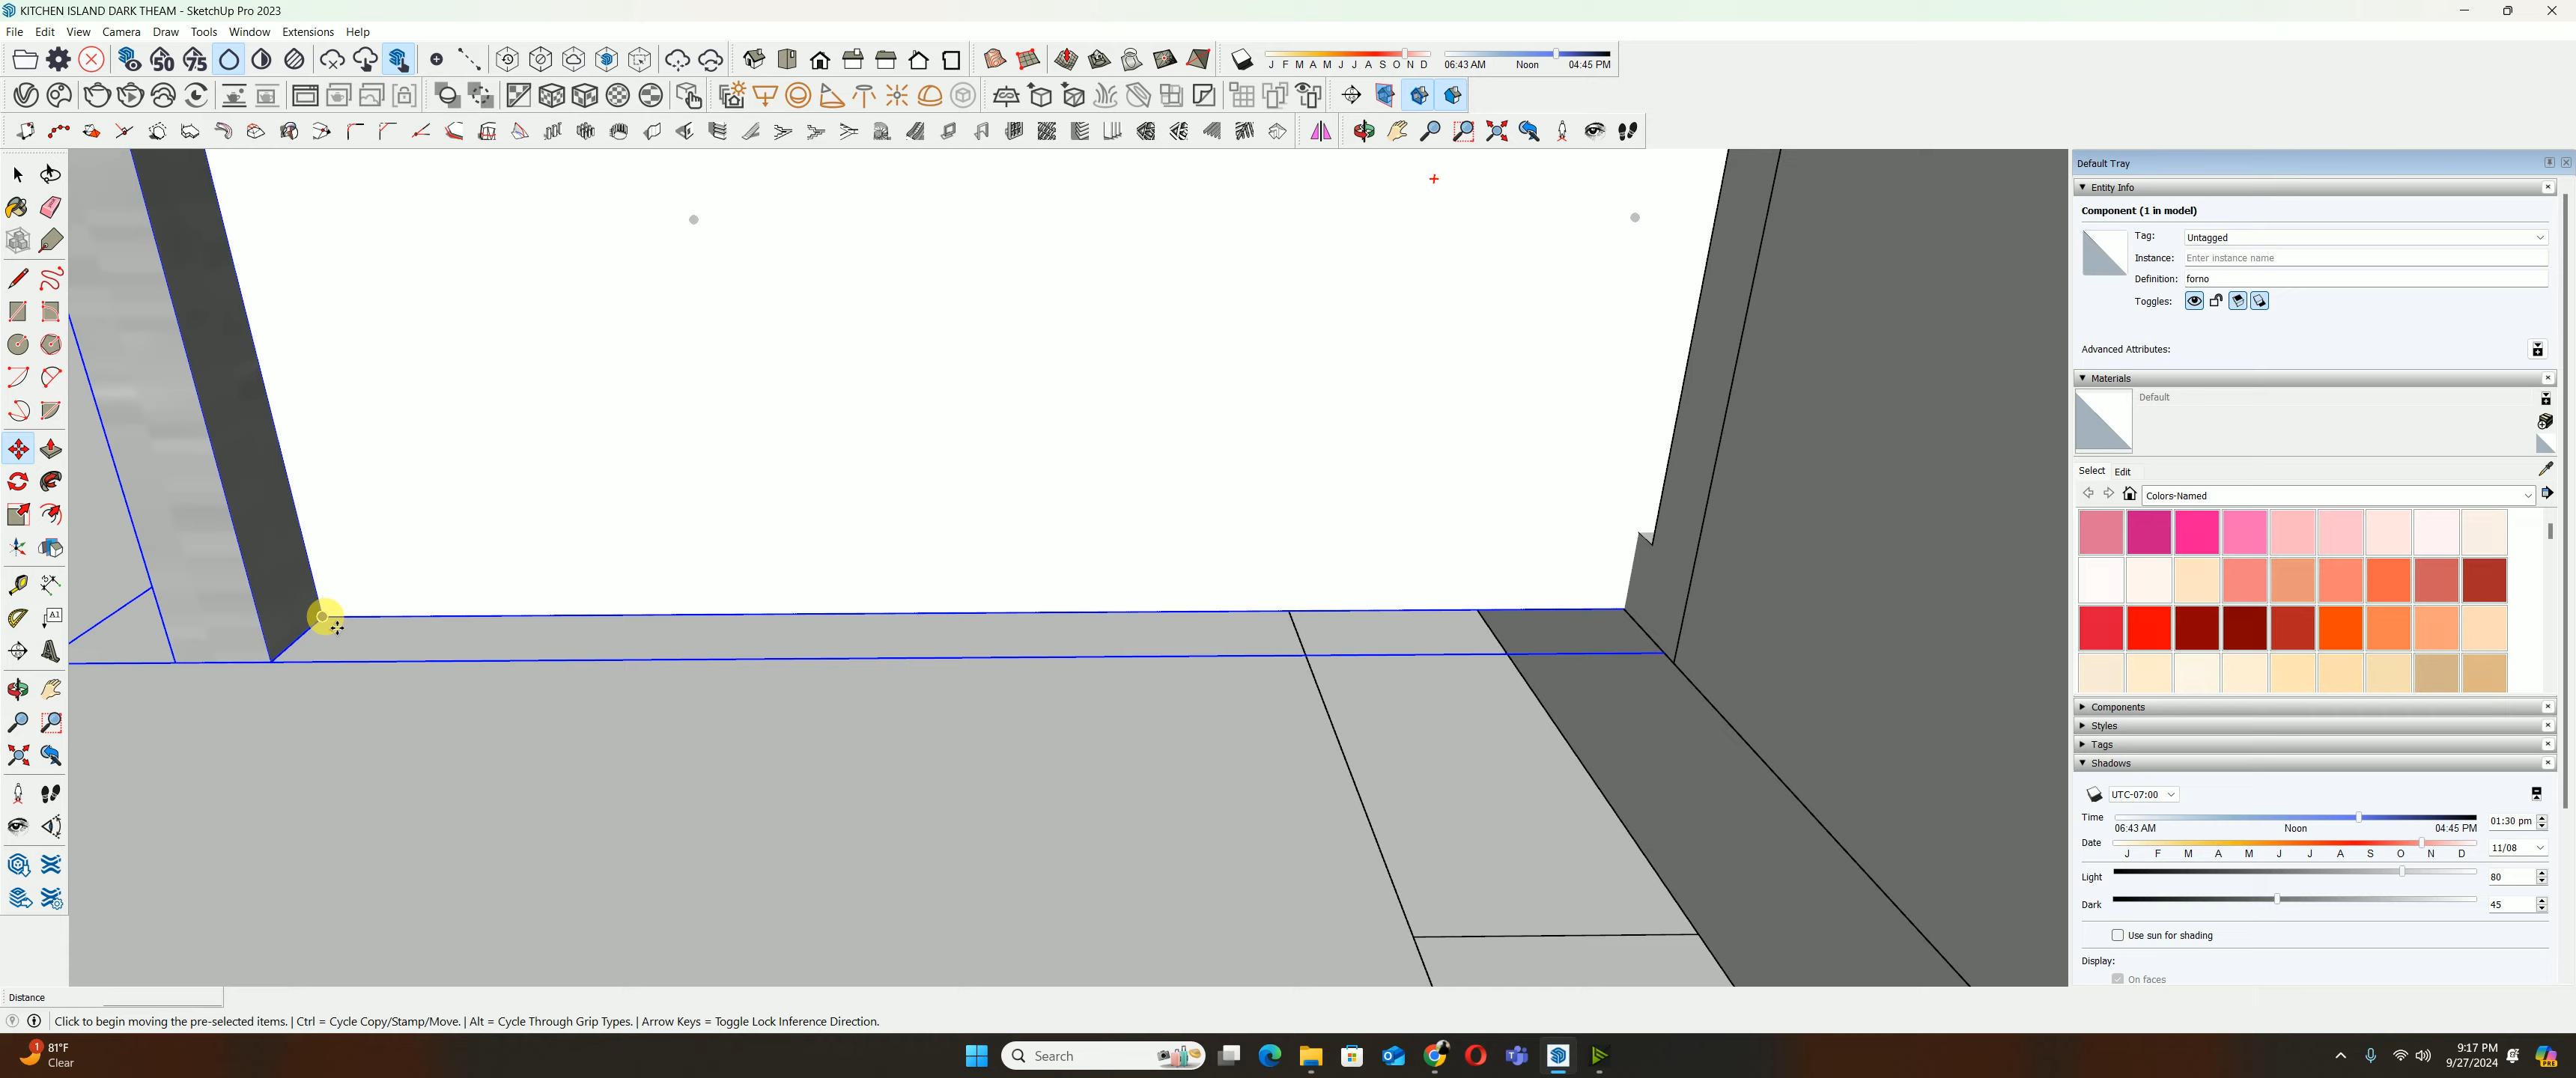 KITCHEN ISLAND DARK THEAM - SketchUp Pro 2023
File Edit View Camera Draw Tools Window Extensions Help
50 75
J F M A M J J A S O N D 06:43 AM Noon 04:45 PM
Default Tray
Entity Info
Component (1 in model)
Tag: Untagged
Instance: Enter instance name
Definition: forno
Toggles:
Advanced Attributes:
Materials
Default
Select Edit
Colors-Named
A1
Components
Styles
Tags
Shadows
UTC-07:00
Time 01:30 pm
06:43 AM Noon 04:45 PM
Date 11/08
J F M A M J J A S O N D
Light 80
Dark 45
Use sun for shading
Display:
On faces
Distance
Click to begin moving the pre-selected items. | Ctrl = Cycle Copy/Stamp/Move. | Alt = Cycle Through Grip Types. | Arrow Keys = Toggle Lock Inference Direction.
1 81°F
Clear
Search
9:17 PM
9/27/2024
PRE